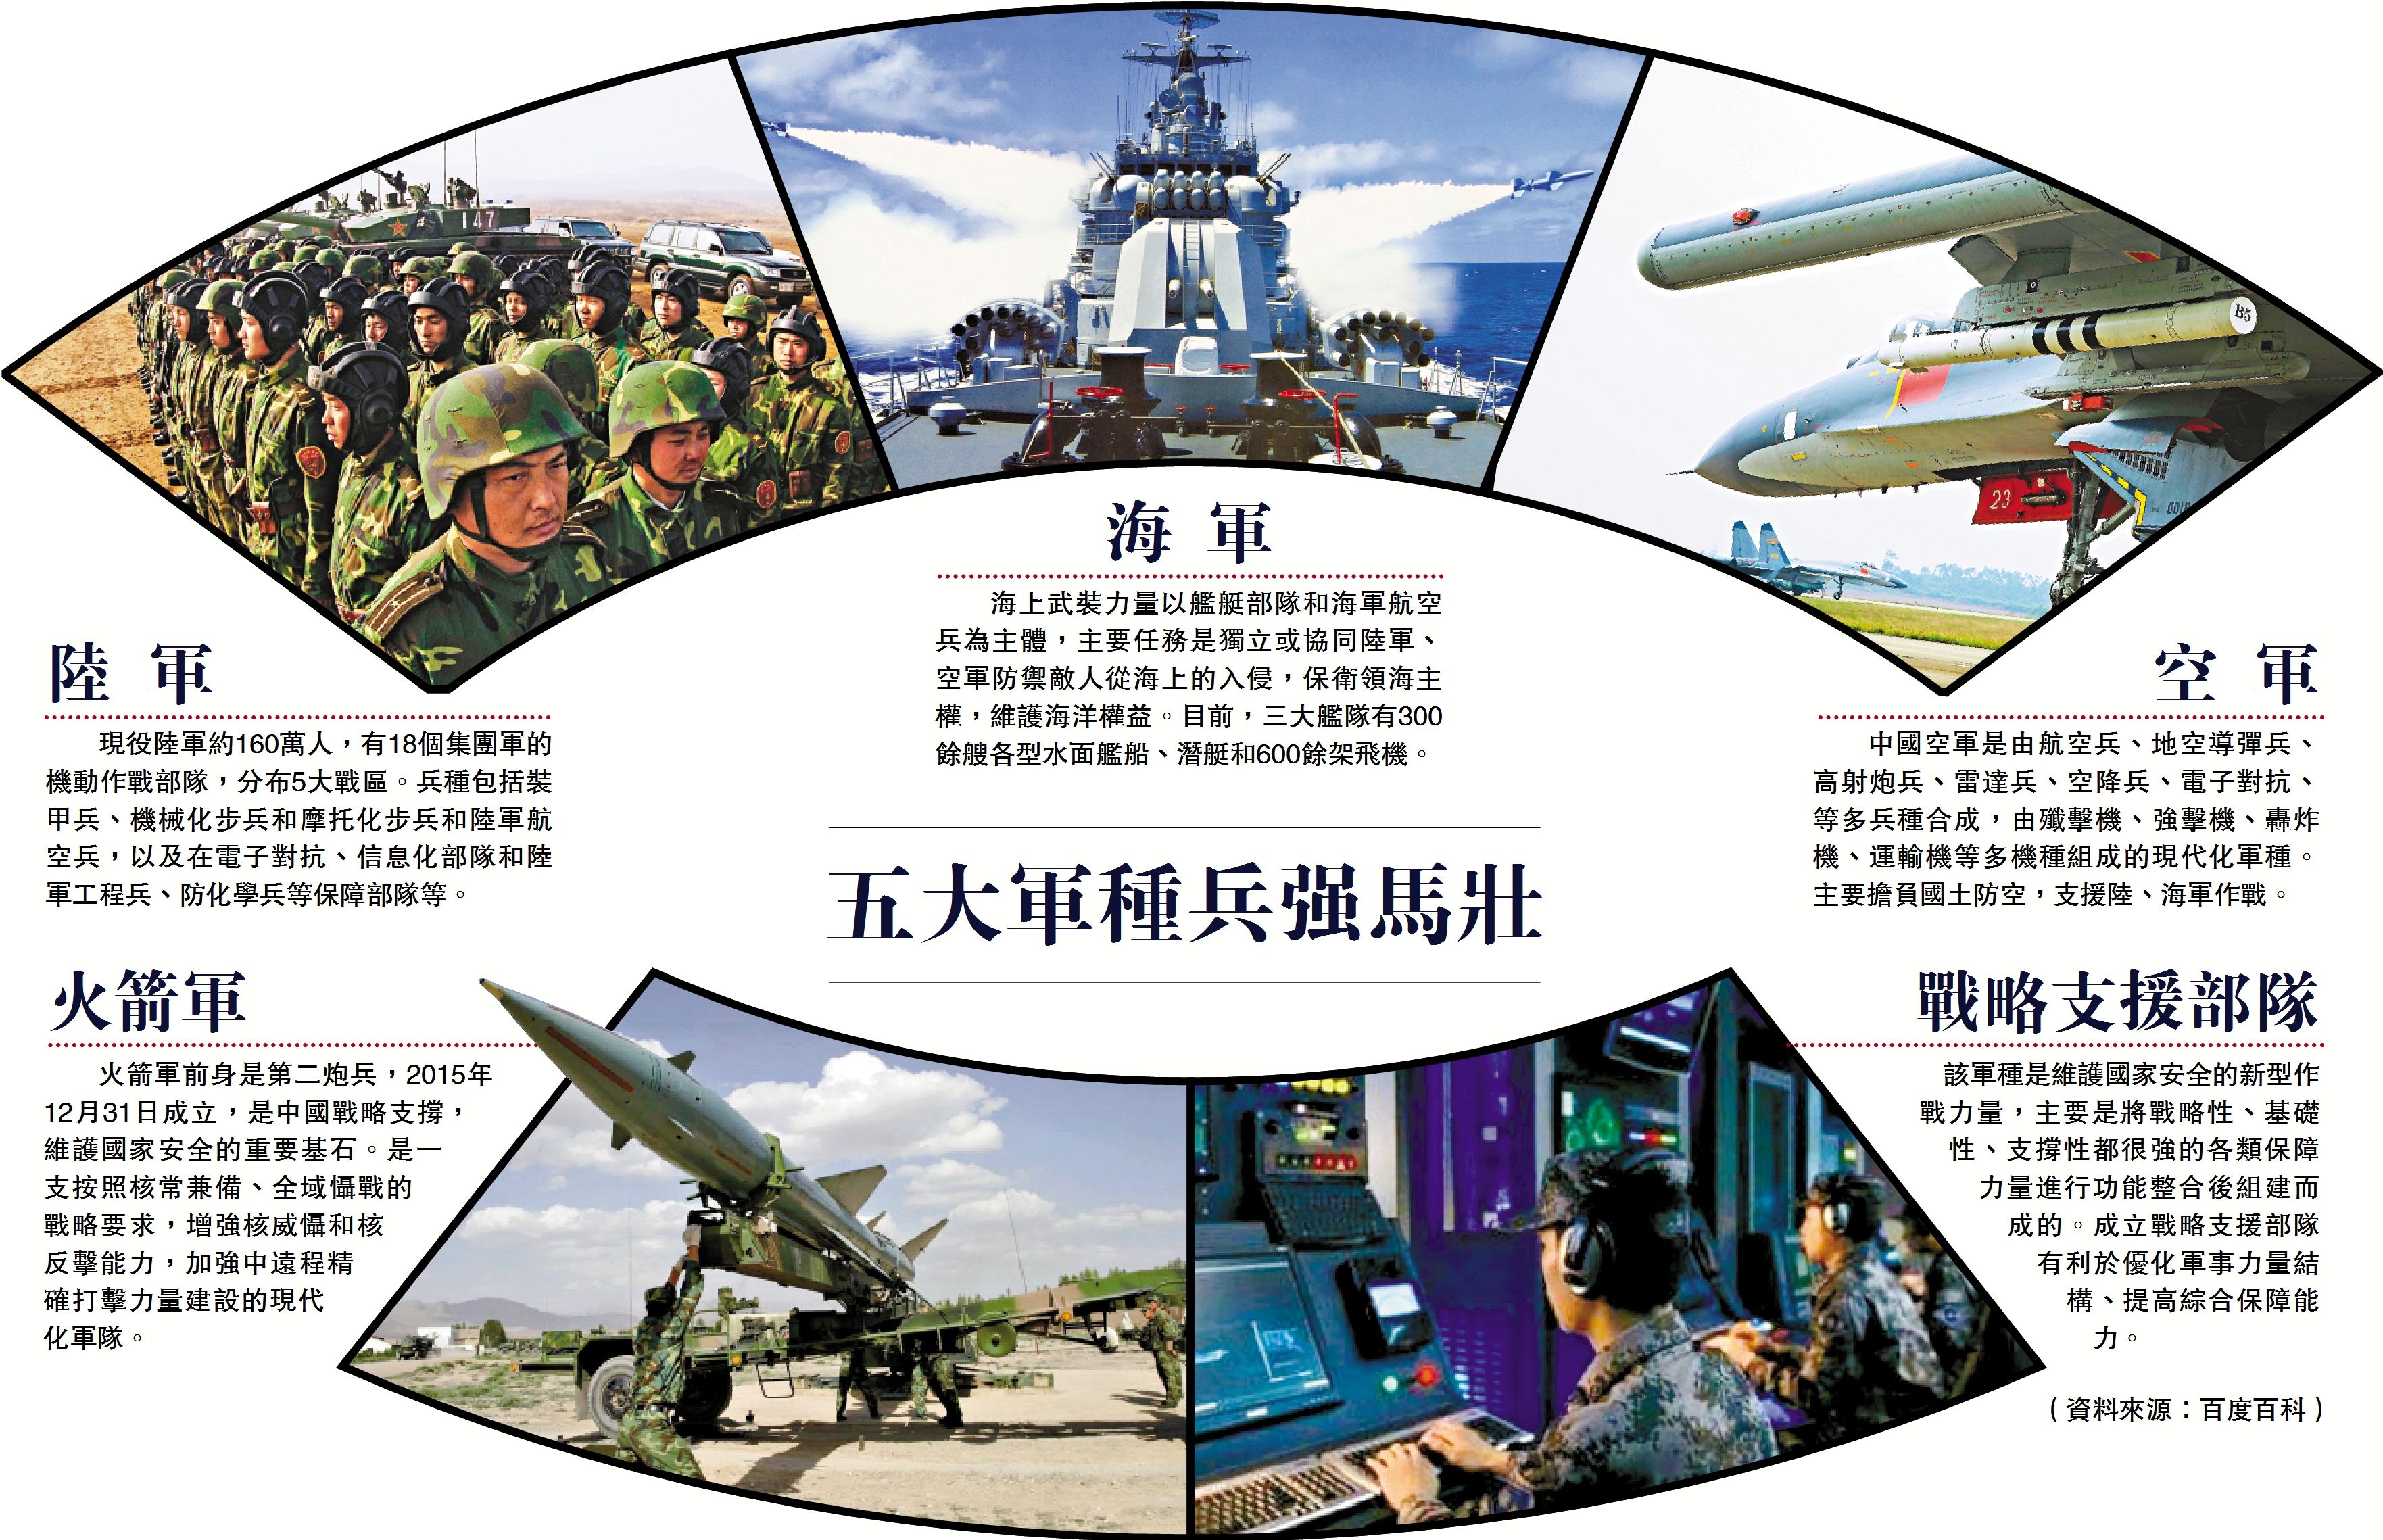 147
B5
23
海軍
海上武裝力量以艦艇部隊和海軍航空
兵為主體，主要任務是獨立或協同陸軍、
空軍防禦敵人從海上的入侵，保衛領海主
權，維護海洋權益。目前，三大艦隊有300
餘艘各型水面艦船、潛艇和600餘架飛機。
陸軍
現役陸軍約160萬人，有18個集團軍的
機動作戰部隊，分布5大戰區。兵種包括裝
甲兵、機械化步兵和摩托化步兵和陸軍航
空兵，以及在電子對抗、信息化部隊和陸
軍工程兵、防化學兵等保障部隊等。
空軍
中國空軍是由航空兵、地空導彈兵、
高射炮兵、雷達兵、空降兵、電子對抗、
等多兵種合成，由殲擊機、強擊機、轟炸
機、運輸機等多機種組成的現代化軍種。
主要擔負國土防空，支援陸、海軍作戰。
五大軍種兵强馬壯
火箭軍
火箭軍前身是第二炮兵，2015年
12月31日成立，是中國戰略支撐，
維護國家安全的重要基石。是一
支按照核常兼備、全域懾戰的
戰略要求，增強核威懾和核
反擊能力，加強中遠程精
確打擊力量建設的現代
化軍隊。
戰略支援部隊
該軍種是維護國家安全的新型作
戰力量，主要是將戰略性、基礎
性、支撐性都很強的各類保障
力量進行功能整合後組建而
成的。成立戰略支援部隊
有利於優化軍事力量結
構、提高綜合保障能
力。
（資料來源：百度百科）